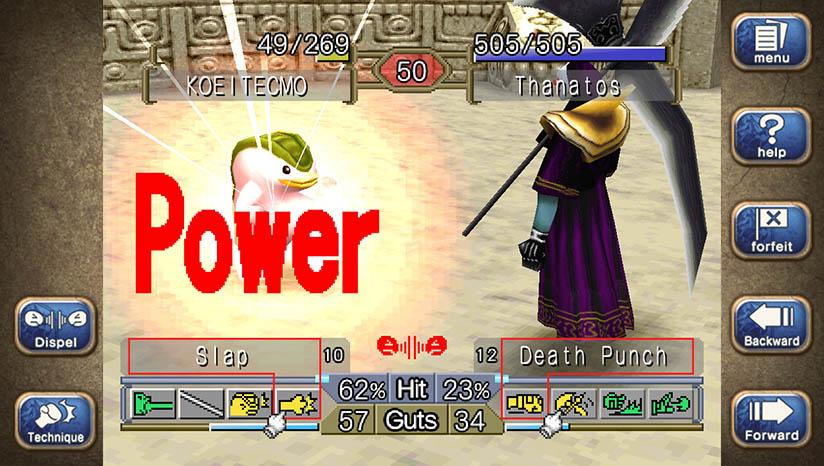 49/269
505/505
50
KOEITECMO
Thanatos
menu
help
Power
forfeit
Dispel
Backward
Slap
10
12
Death Punch
62% Hit 23%
57 Guts 34
Technique
Forward